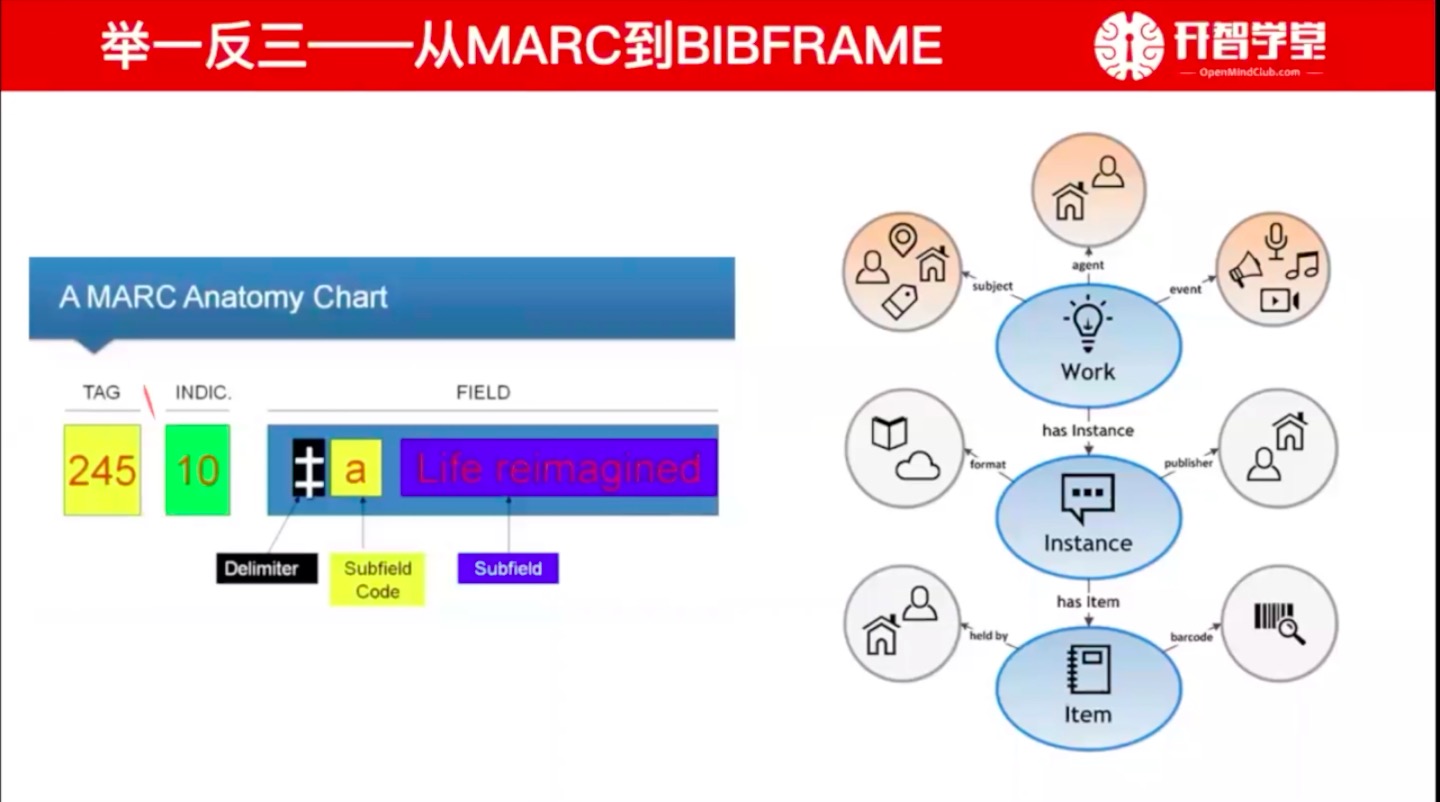 举一反三——从MARC到BIBFRAME
开智学堂
OpenMindClub.com
A MARC Anatomy Chart
TAG INDIC. FIELD
245 10 ‡ a Life reimagined
Delimiter
Subfield
Code
Subfield
agent
subject
event
Work
has Instance
format
publisher
Instance
has Item
held by
barcode
Item